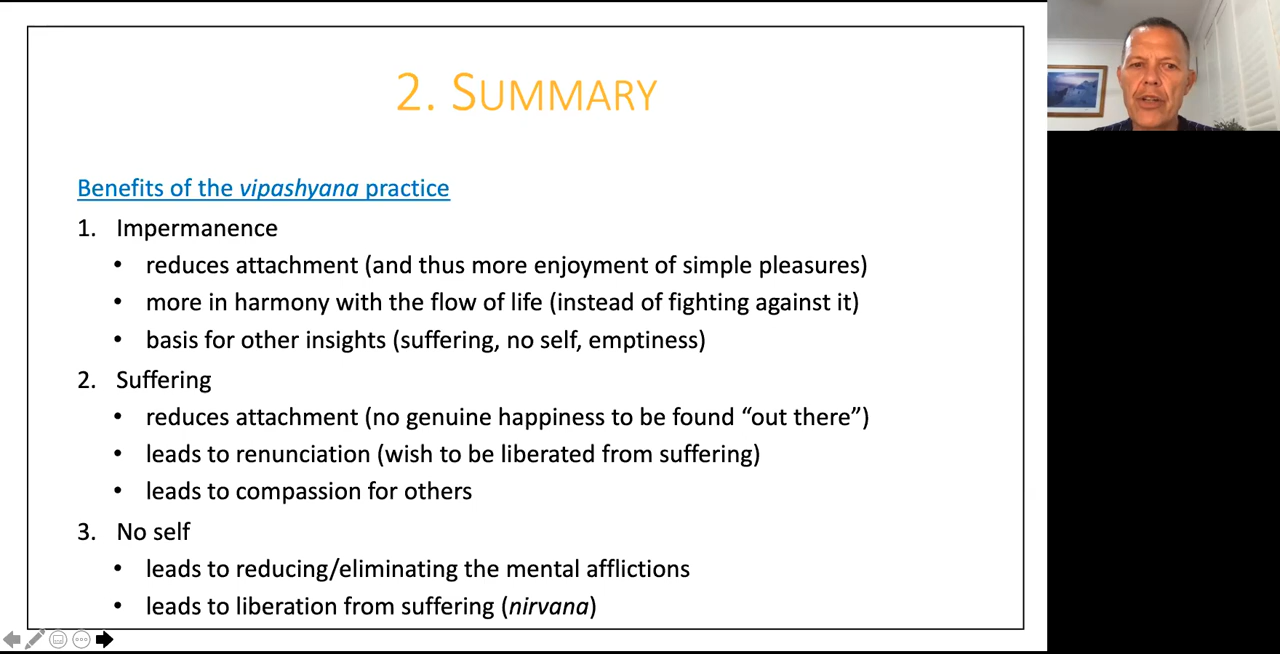 2. SUMMARY
Benefits of the vipashyana practice
1. Impermanence
• reduces attachment (and thus more enjoyment of simple pleasures)
• more in harmony with the flow of life (instead of fighting against it)
• basis for other insights (suffering, no self, emptiness)
2. Suffering
• reduces attachment (no genuine happiness to be found “out there”)
• leads to renunciation (wish to be liberated from suffering)
• leads to compassion for others
3. No self
• leads to reducing/eliminating the mental afflictions
• leads to liberation from suffering (nirvana)